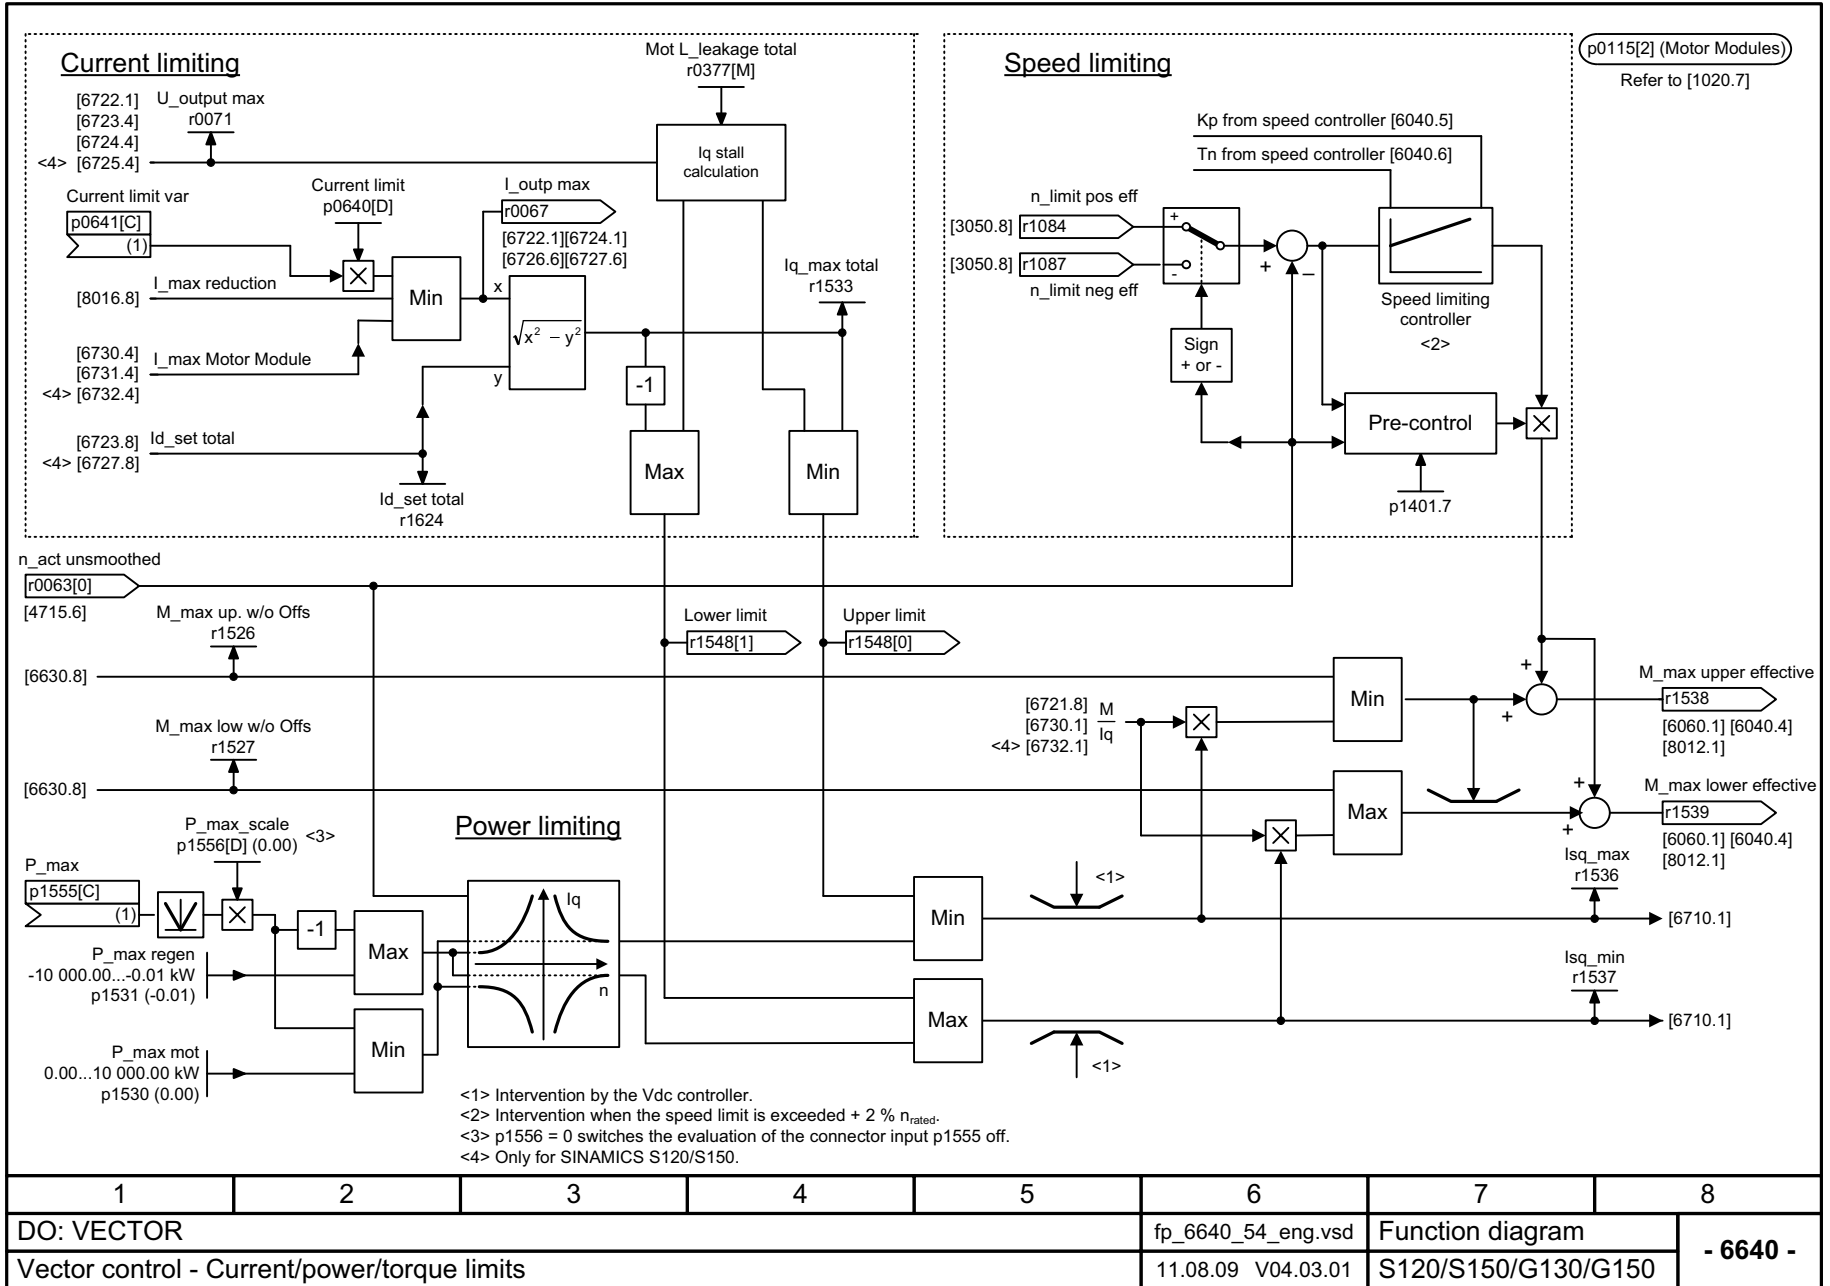 Current limiting
[6722.1]
[6723.4]
[6724.4]
<4> [6725.4]
U_output max
r0071
Mot L_leakage total
r0377[M]
Iq stall
calculation
Current limit var
p0641[C]
(1)
Current limit
p0640[D]
I_outp max
r0067
[6722.1][6724.1]
[6726.6][6727.6]
[8016.8]
I_max reduction
Min
x
y
√x² – y²
Iq_max total
r1533
[6730.4]
[6731.4]
<4> [6732.4]
I_max Motor Module
-1
[6723.8]
<4> [6727.8]
Id_set total
Id_set total
r1624
Max
Min
Speed limiting
p0115[2] (Motor Modules)
Refer to [1020.7]
Kp from speed controller [6040.5]
Tn from speed controller [6040.6]
n_limit pos eff
[3050.8]
r1084
[3050.8]
r1087
n_limit neg eff
+
-
+
–
Speed limiting
controller
<2>
Sign
+ or -
Pre-control
p1401.7
n_act unsmoothed
r0063[0]
[4715.6]
M_max up. w/o Offs
r1526
[6630.8]
M_max low w/o Offs
r1527
[6630.8]
Lower limit
r1548[1]
Upper limit
r1548[0]
[6721.8]
[6730.1]
<4> [6732.1]
M
Iq
Min
Max
+
+
M_max upper effective
r1538
[6060.1] [6040.4]
[8012.1]
+
+
M_max lower effective
r1539
[6060.1] [6040.4]
[8012.1]
Power limiting
P_max_scale
p1556[D] (0.00)
<3>
P_max
p1555[C]
(1)
-1
Max
P_max regen
-10 000.00...-0.01 kW
p1531 (-0.01)
Min
P_max mot
0.00...10 000.00 kW
p1530 (0.00)
Iq
n
Min
Max
<1>
<1>
Isq_max
r1536
[6710.1]
Isq_min
r1537
[6710.1]
<1> Intervention by the Vdc controller.
<2> Intervention when the speed limit is exceeded + 2 % nrated.
<3> p1556 = 0 switches the evaluation of the connector input p1555 off.
<4> Only for SINAMICS S120/S150.
1 2 3 4 5 6 7 8
DO: VECTOR
fp_6640_54_eng.vsd
Function diagram
- 6640 -
Vector control - Current/power/torque limits
11.08.09 V04.03.01
S120/S150/G130/G150